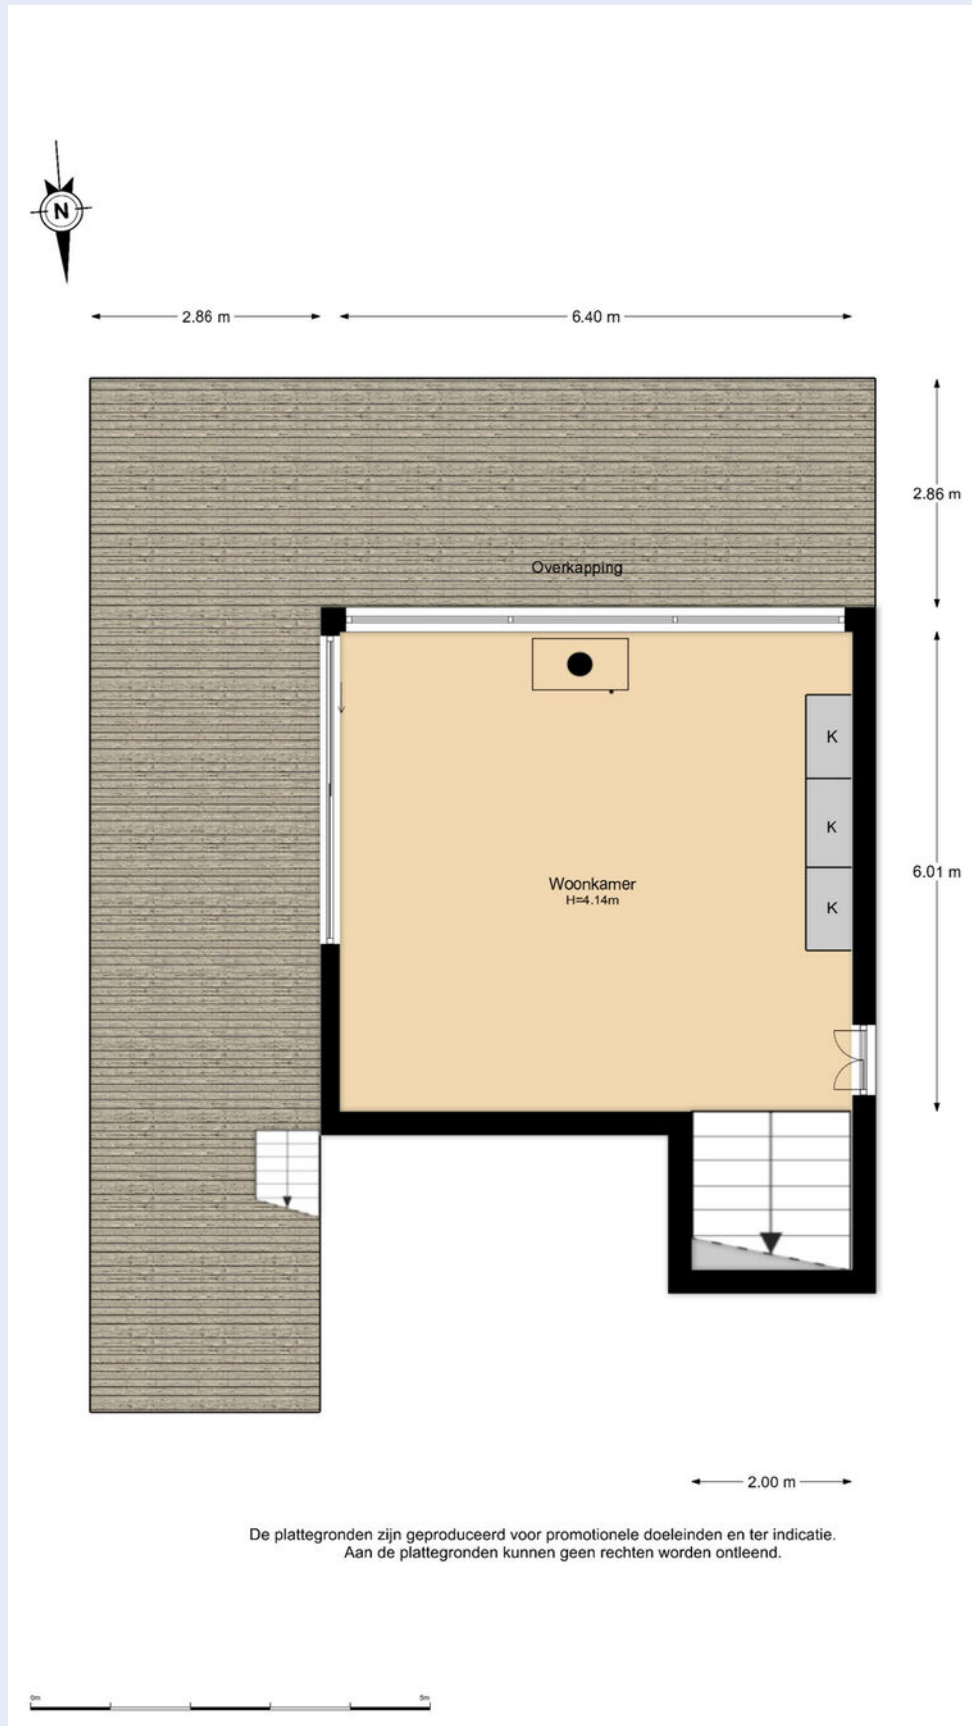 N
2.86 m
6.40 m
2.86 m
Overkapping
K
K
6.01 m
Woonkamer
H=4.14m
K
2.00 m
De plattegronden zijn geproduceerd voor promotionele doeleinden en ter indicatie.
Aan de plattegronden kunnen geen rechten worden ontleend.
0m
5m